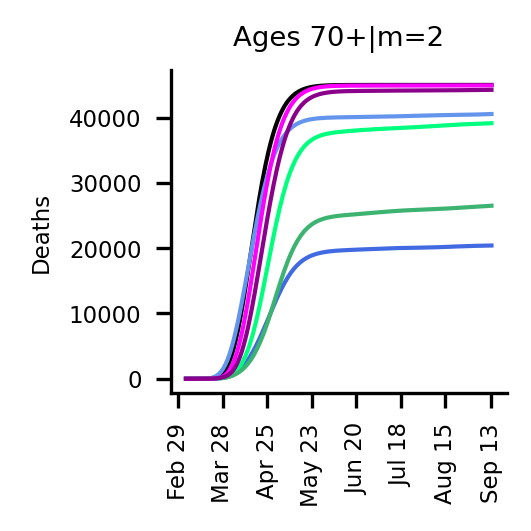 Ages 70+|m=2
Deaths
40000
30000
20000
10000
0
Feb 29
Mar 28
Apr 25
May 23
Jun 20
Jul 18
Aug 15
Sep 13